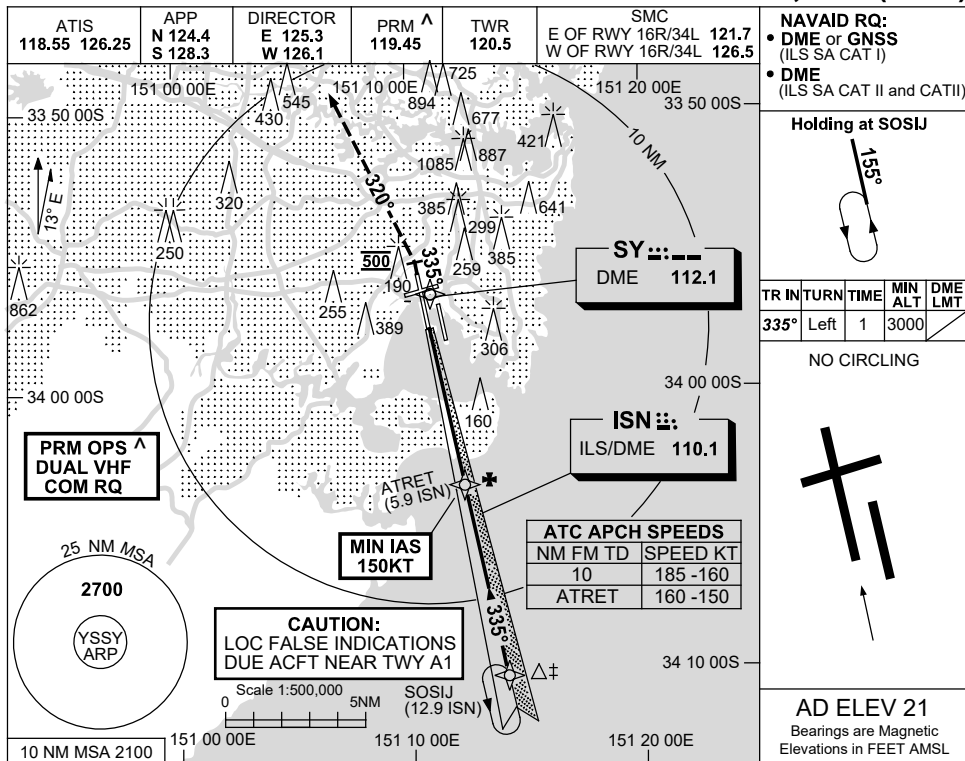 ATIS
118.55 126.25
APP
N 124.4
S 128.3
DIRECTOR
E 125.3
W 126.1
PRM ^
119.45
TWR
120.5
SMC
E OF RWY 16R/34L 121.7
W OF RWY 16R/34L 126.5
NAVAID RQ:
• DME or GNSS
(ILS SA CAT I)
• DME
(ILS SA CAT II and CATII)
151 00 00E
151 10 00E
151 20 00E
33 50 00S
33 50 00S
545
430
725
894
677
421
1085
887
10 NM
13° E
320
320°
385
299
641
385
259
250
862
500
190
335°
255
389
306
SY
DME 112.1
Holding at SOSIJ
155°
TR IN TURN TIME MIN ALT DME LMT
335° Left 1 3000
NO CIRCLING
34 00 00S
34 00 00S
160
ISN
ILS/DME 110.1
PRM OPS ^
DUAL VHF
COM RQ
ATRET
(5.9 ISN)
MIN IAS
150KT
ATC APCH SPEEDS
NM FM TD SPEED KT
10 185 -160
ATRET 160 -150
25 NM MSA
2700
YSSY
ARP
CAUTION:
LOC FALSE INDICATIONS
DUE ACFT NEAR TWY A1
335°
34 10 00S
Scale 1:500,000
0 5NM
SOSIJ
(12.9 ISN)
‡
10 NM MSA 2100
151 00 00E
151 10 00E
151 20 00E
AD ELEV 21
Bearings are Magnetic
Elevations in FEET AMSL